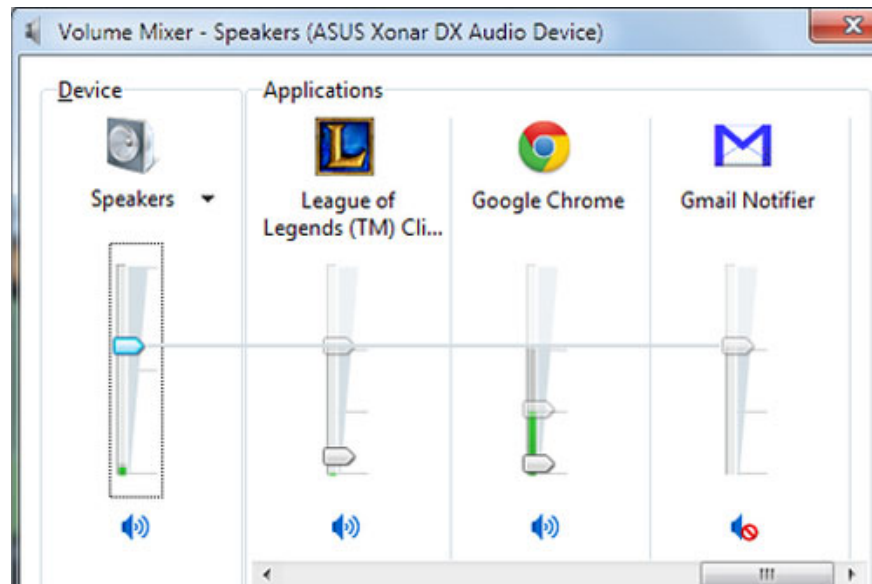 Volume Mixer - Speakers (ASUS Xonar DX Audio Device)
Device
Applications
Speakers
League of
Legends (TM) Cli...
Google Chrome
Gmail Notifier